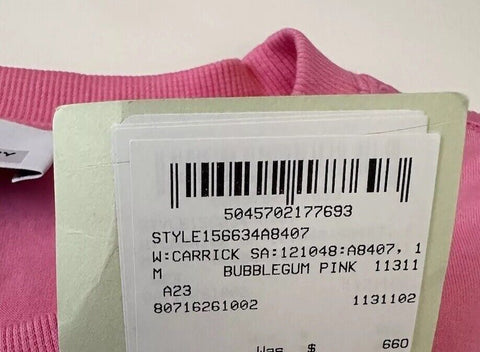 5045702177693
STYLE156634A8407
W:CARRICK SA:121048:A8407, 1
M BUBBLEGUM PINK 11311
A23
80716261002 1131102
Was $ 660